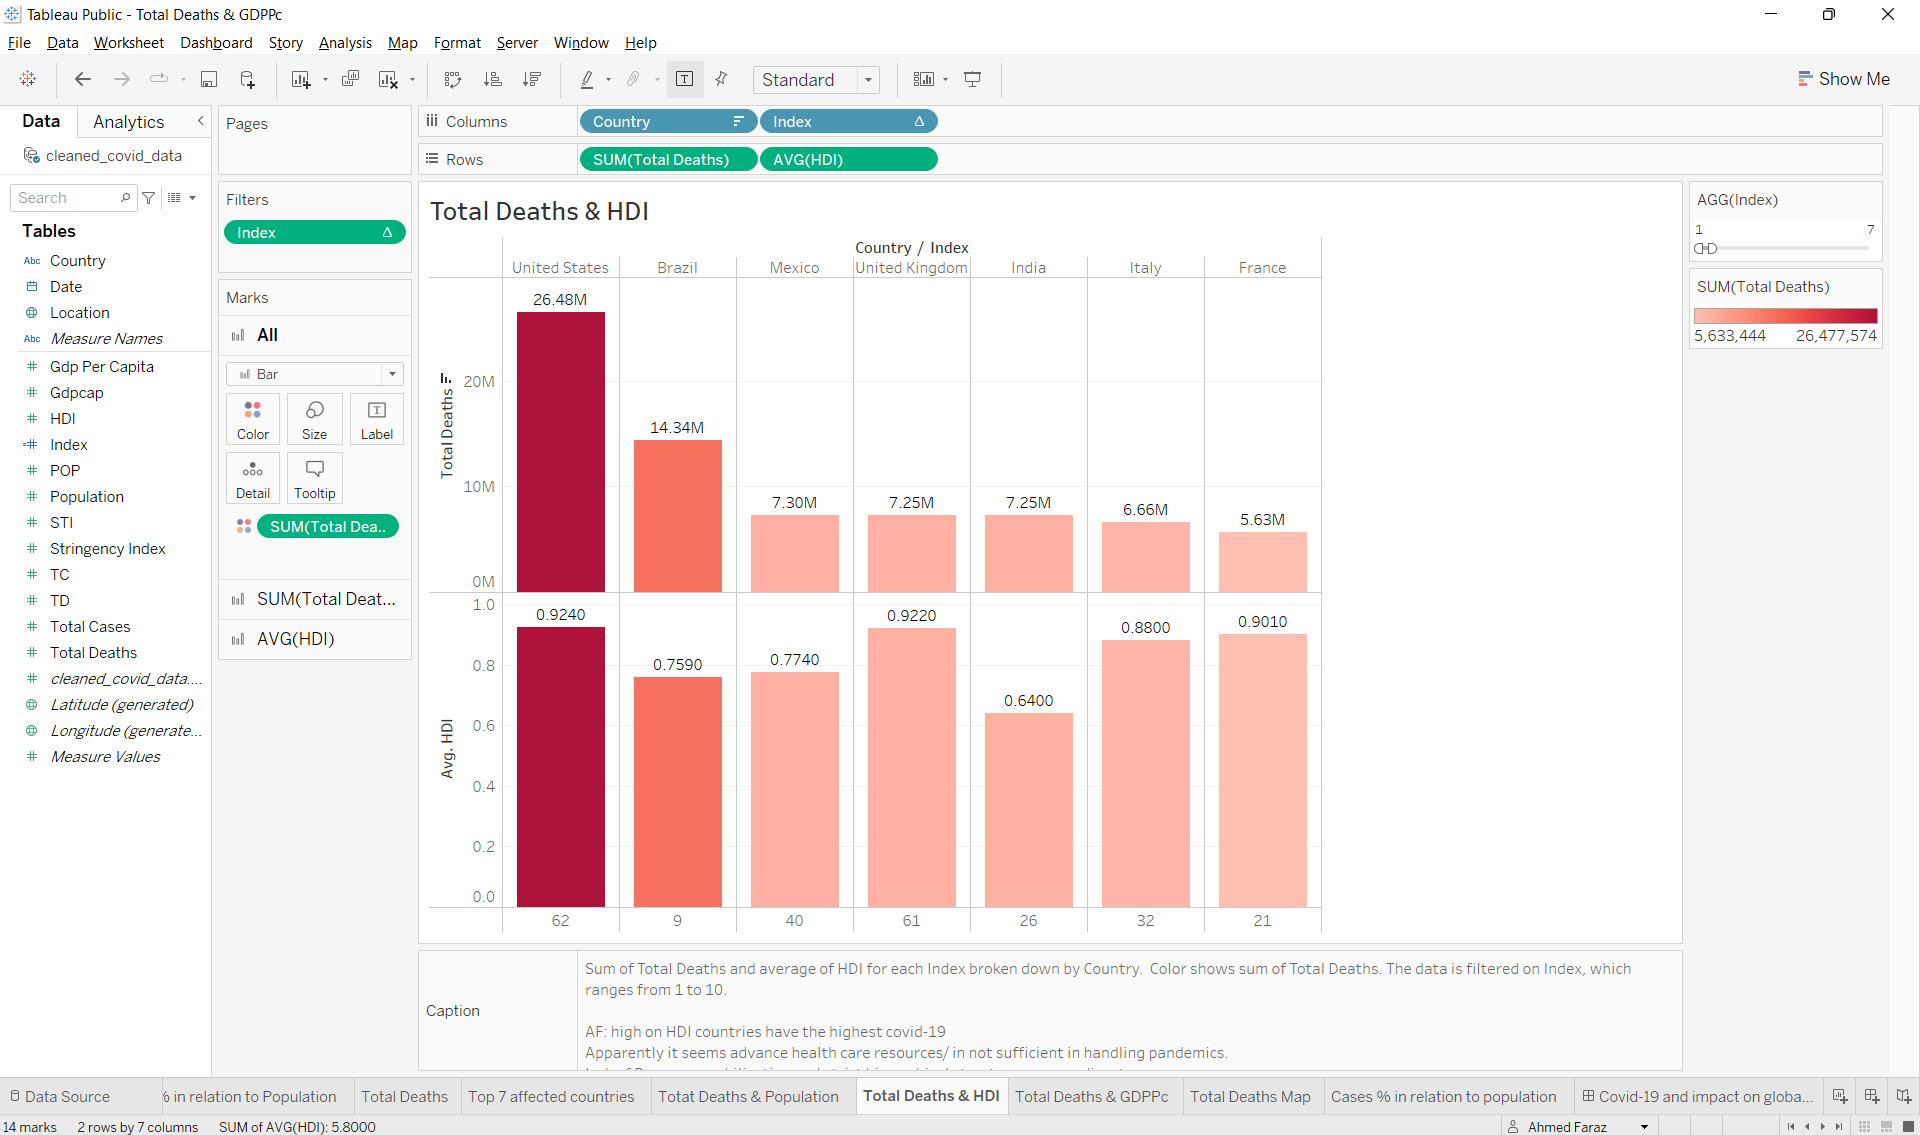 Tableau Public - Total Deaths & GDPPc
File Data Worksheet Dashboard Story Analysis Map Format Server Window Help
Standard
Show Me
Data Analytics
cleaned_covid_data
Search
Tables
Abc Country
Date
Location
Abc Measure Names
Gdp Per Capita
Gdpcap
HDI
Index
POP
Population
STI
Stringency Index
TC
TD
Total Cases
Total Deaths
cleaned_covid_data....
Latitude (generated)
Longitude (generate...
Measure Values
Pages
Filters
Index
Marks
All
Bar
Color Size Label
Detail Tooltip
SUM(Total Dea..
SUM(Total Deat...
AVG(HDI)
Columns Country Index
Rows SUM(Total Deaths) AVG(HDI)
Total Deaths & HDI
Country / Index
United States Brazil Mexico United Kingdom India Italy France
Total Deaths
20M
10M
0M
26.48M 14.34M 7.30M 7.25M 7.25M 6.66M 5.63M
Avg. HDI
1.0
0.8
0.6
0.4
0.2
0.0
0.9240 0.7590 0.7740 0.9220 0.6400 0.8800 0.9010
62 9 40 61 26 32 21
AGG(Index)
1 7
SUM(Total Deaths)
5,633,444 26,477,574
Caption
Sum of Total Deaths and average of HDI for each Index broken down by Country. Color shows sum of Total Deaths. The data is filtered on Index, which
ranges from 1 to 10.
AF: high on HDI countries have the highest covid-19
Apparently it seems advance health care resources/ in not sufficient in handling pandemics.
Data Source % in relation to Population Total Deaths Top 7 affected countries Totat Deaths & Population Total Deaths & HDI Total Deaths & GDPPc Total Deaths Map Cases % in relation to population Covid-19 and impact on globa...
14 marks 2 rows by 7 columns SUM of AVG(HDI): 5.8000 Ahmed Faraz